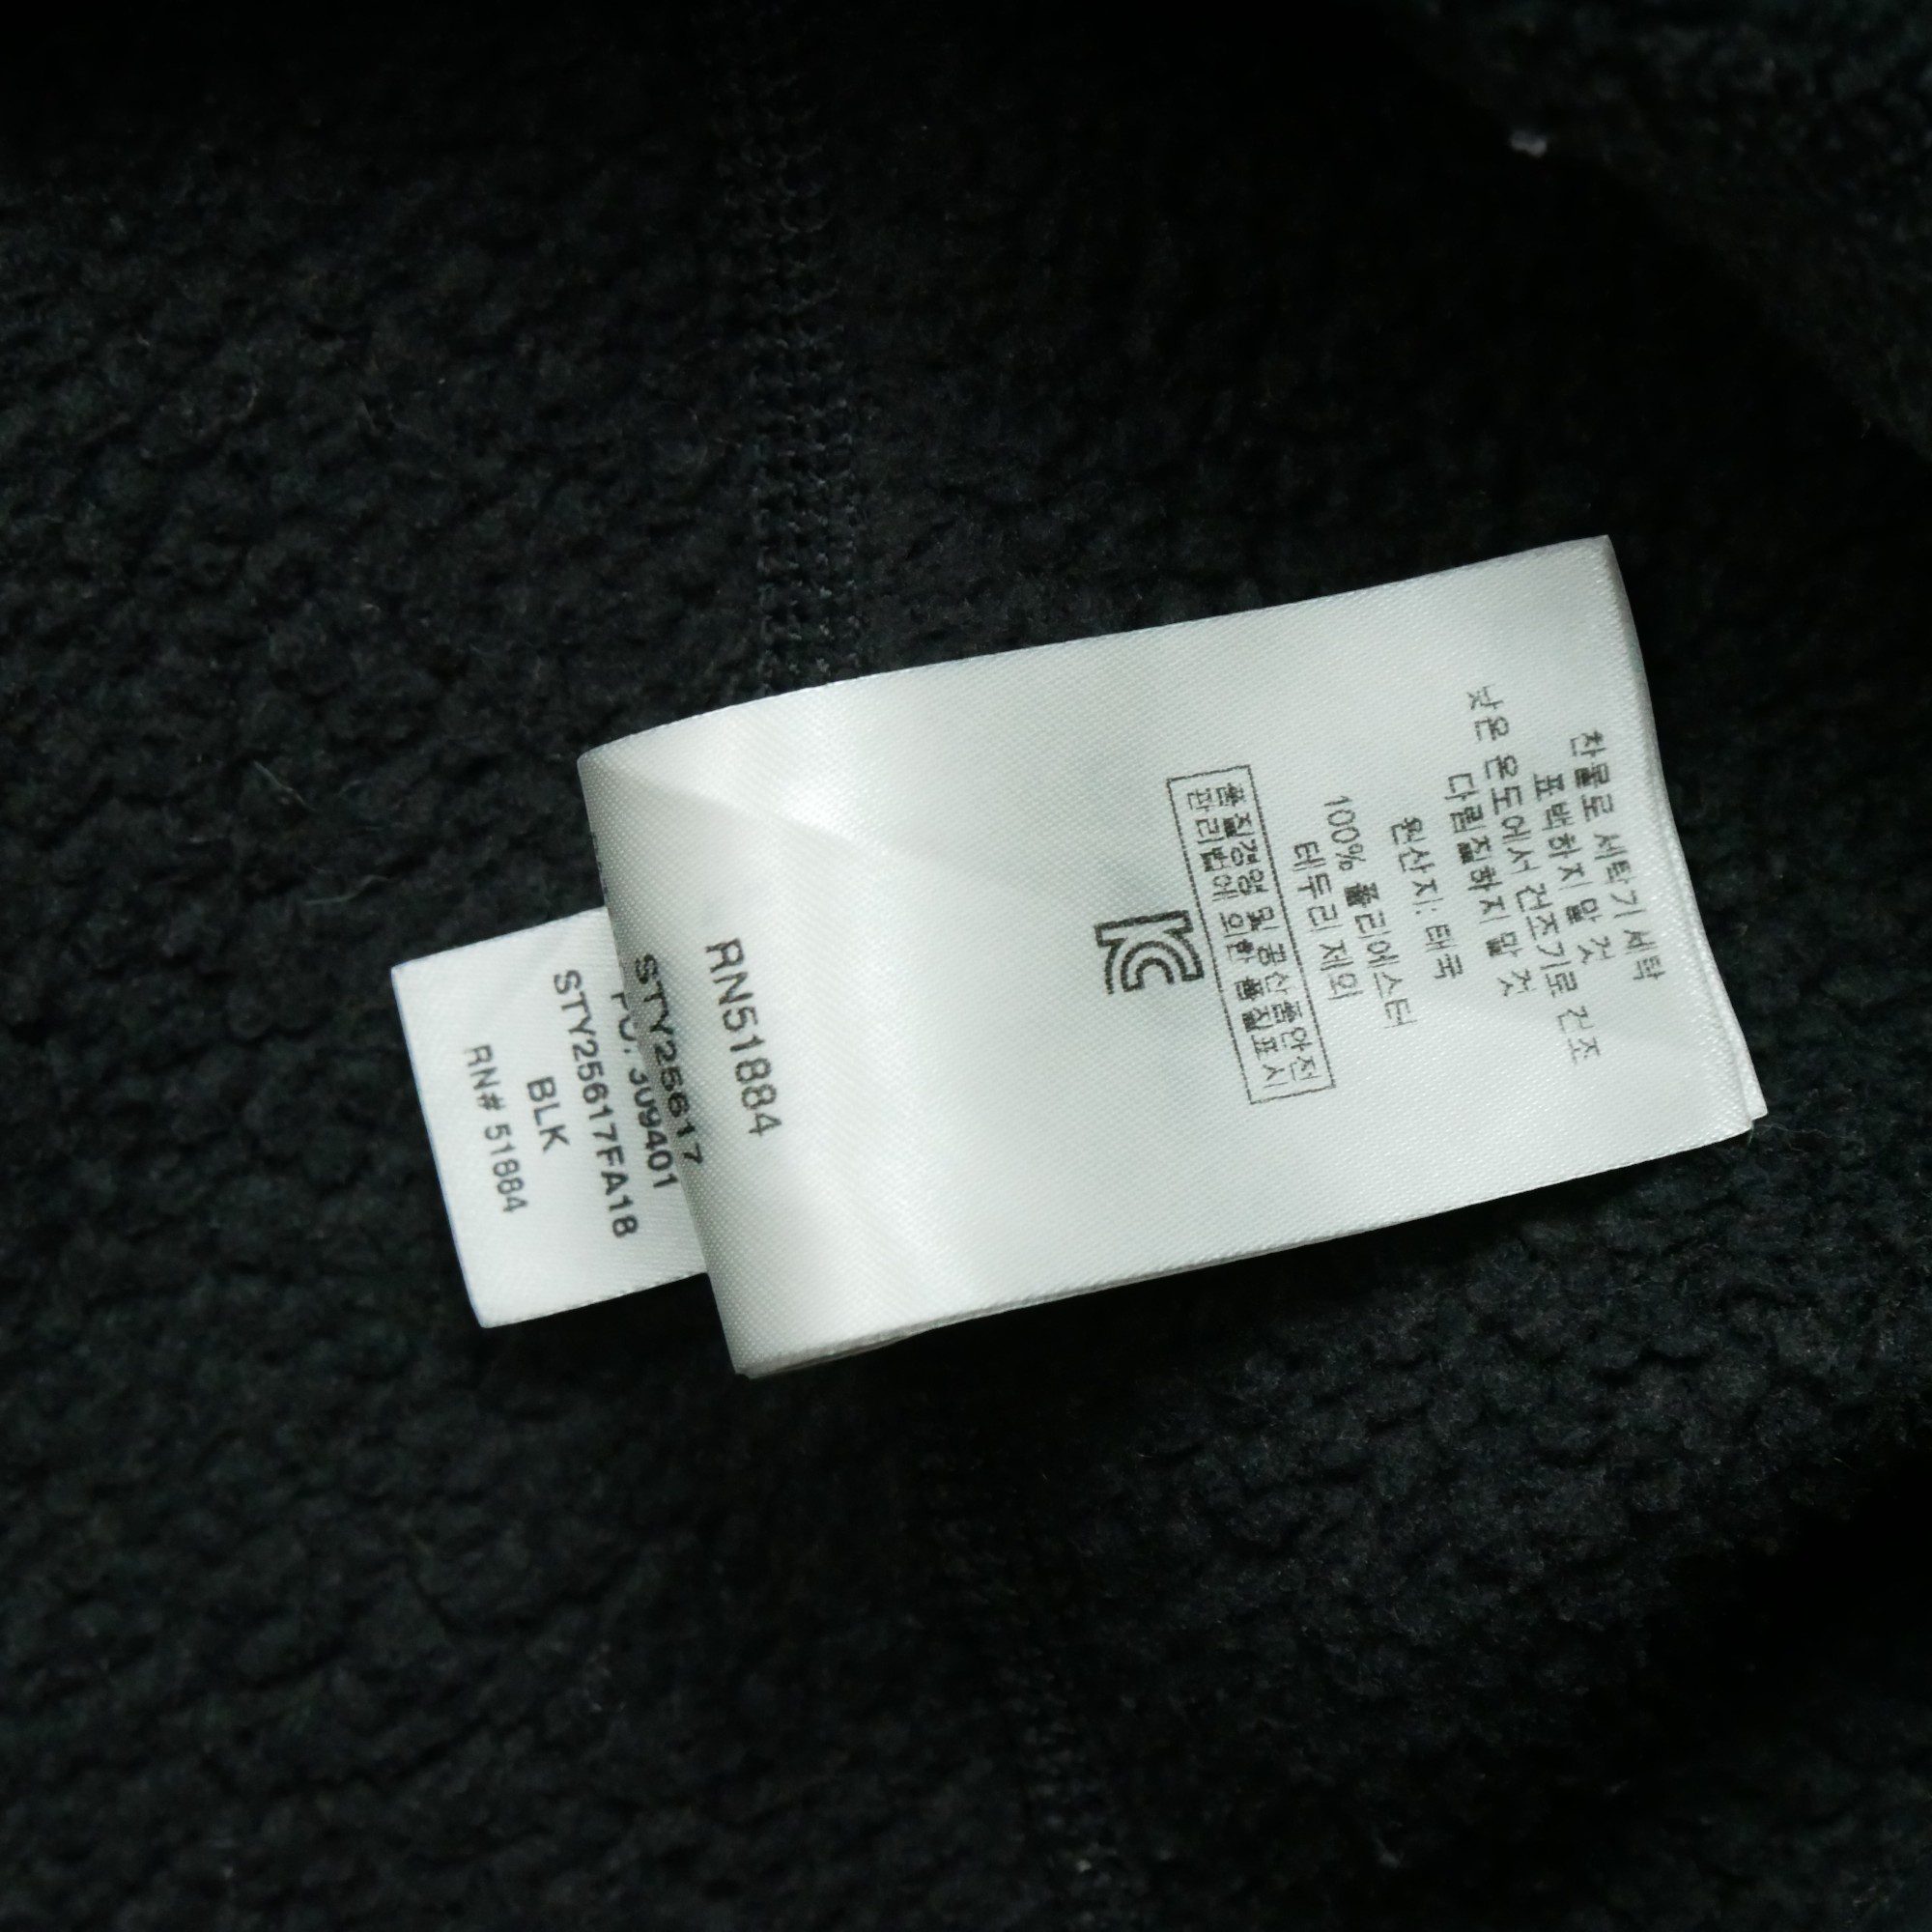 찬물로 세탁기 세탁
표백하지 말 것
낮은 온도에서 건조기로 건조
다림질하지 말 것
원산지: 태국
100% 폴리에스터
테두리 제외
품질경영 및 공산품안전
관리법에 의한 품질표시
RN51884
STY25617
309401
STY25617FA18
BLK
RN# 51884